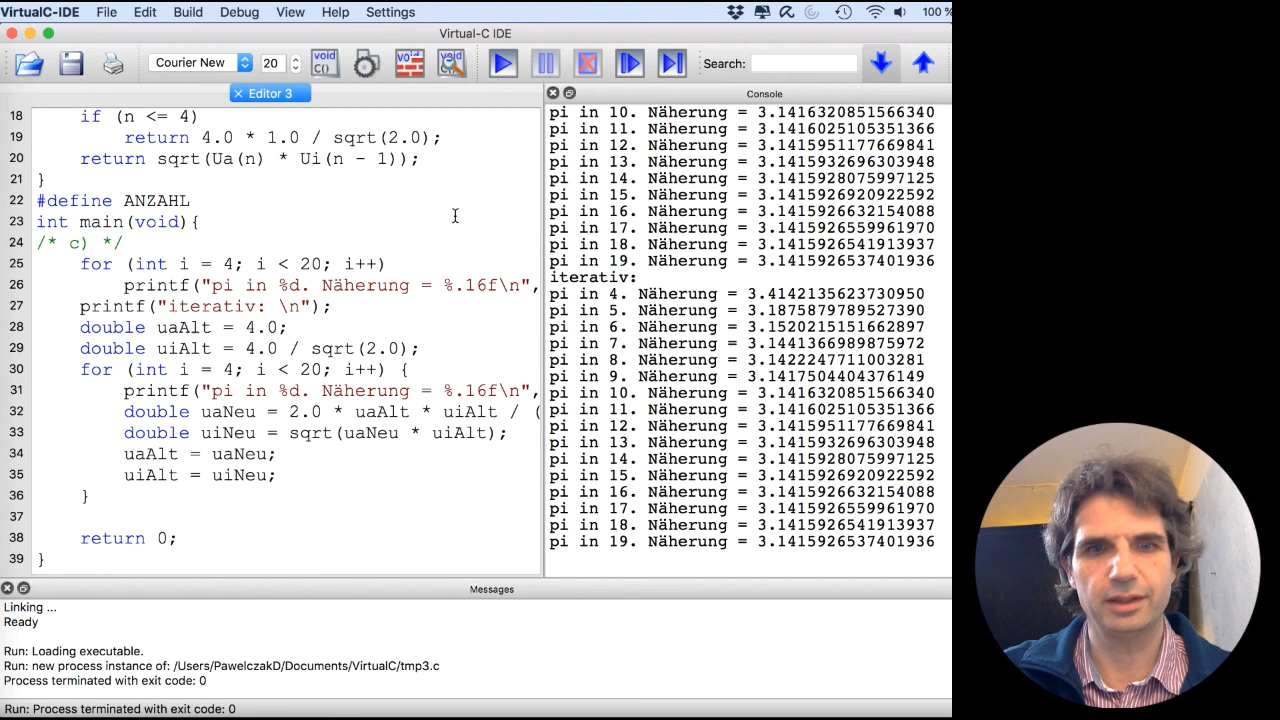 VirtualC-IDE File Edit Build Debug View Help Settings 100 %
Virtual-C IDE
Courier New 20 void C() void void C() Search:
Editor 3
18 if (n <= 4)
19 return 4.0 * 1.0 / sqrt(2.0);
20 return sqrt(Ua(n) * Ui(n - 1));
21 }
22 #define ANZAHL
23 int main(void){
24 /* c) */
25 for (int i = 4; i < 20; i++)
26 printf("pi in %d. Näherung = %.16f\n",
27 printf("iterativ: \n");
28 double uaAlt = 4.0;
29 double uiAlt = 4.0 / sqrt(2.0);
30 for (int i = 4; i < 20; i++) {
31 printf("pi in %d. Näherung = %.16f\n",
32 double uaNeu = 2.0 * uaAlt * uiAlt / (
33 double uiNeu = sqrt(uaNeu * uiAlt);
34 uaAlt = uaNeu;
35 uiAlt = uiNeu;
36 }
37
38 return 0;
39 }
Console
pi in 10. Näherung = 3.1416320851566340
pi in 11. Näherung = 3.1416025105351366
pi in 12. Näherung = 3.1415951177669841
pi in 13. Näherung = 3.1415932696303948
pi in 14. Näherung = 3.1415928075997125
pi in 15. Näherung = 3.1415926920922592
pi in 16. Näherung = 3.1415926632154088
pi in 17. Näherung = 3.1415926559961970
pi in 18. Näherung = 3.1415926541913937
pi in 19. Näherung = 3.1415926537401936
iterativ:
pi in 4. Näherung = 3.4142135623730950
pi in 5. Näherung = 3.1875879789527390
pi in 6. Näherung = 3.1520215151662897
pi in 7. Näherung = 3.1441366989875972
pi in 8. Näherung = 3.1422247711003281
pi in 9. Näherung = 3.1417504404376149
pi in 10. Näherung = 3.1416320851566340
pi in 11. Näherung = 3.1416025105351366
pi in 12. Näherung = 3.1415951177669841
pi in 13. Näherung = 3.1415932696303948
pi in 14. Näherung = 3.1415928075997125
pi in 15. Näherung = 3.1415926920922592
pi in 16. Näherung = 3.1415926632154088
pi in 17. Näherung = 3.1415926559961970
pi in 18. Näherung = 3.1415926541913937
pi in 19. Näherung = 3.1415926537401936
Messages
Linking ...
Ready
Run: Loading executable.
Run: new process instance of: /Users/PawelczakD/Documents/VirtualC/tmp3.c
Process terminated with exit code: 0
Run: Process terminated with exit code: 0